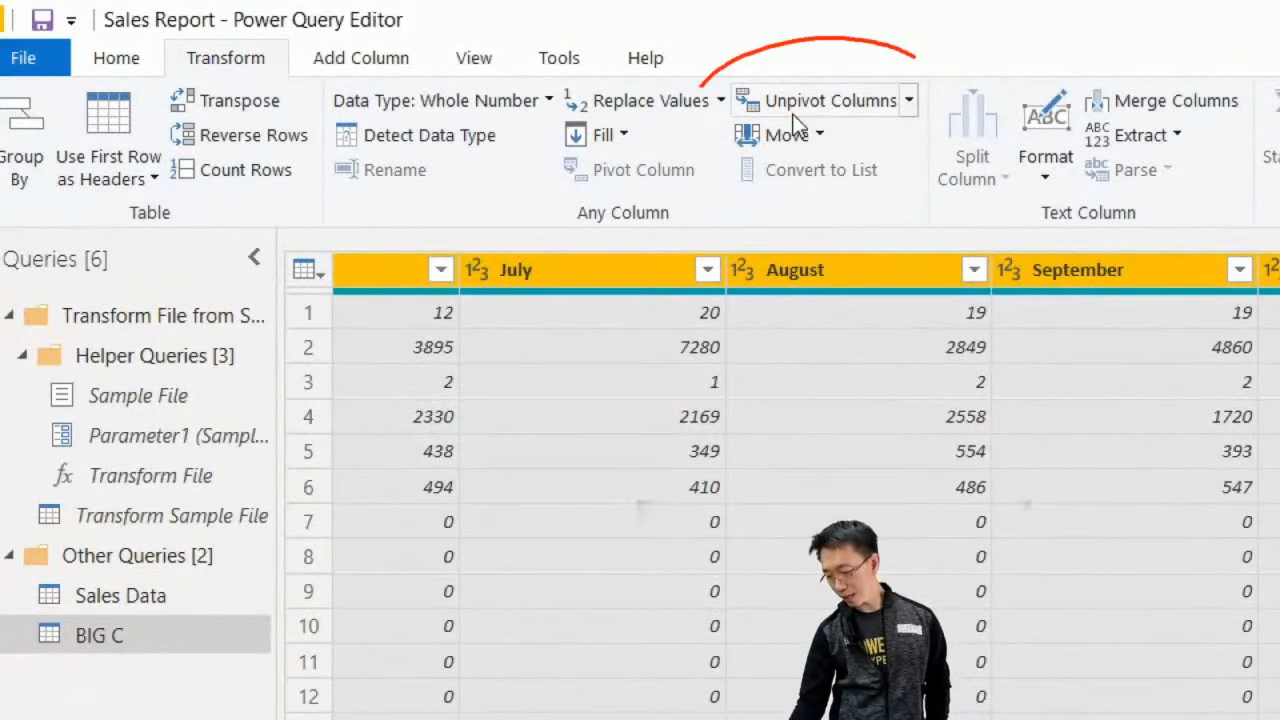 Sales Report - Power Query Editor
File Home Transform Add Column View Tools Help
Transpose Data Type: Whole Number Replace Values Unpivot Columns Merge Columns
Reverse Rows Detect Data Type Fill Move Extract
Group By Use First Row as Headers Count Rows Rename Pivot Column Convert to List Split Column Format Parse
Table Any Column Text Column
Queries [6]
July August September
Transform File from S...
Helper Queries [3]
Sample File
Parameter1 (Sampl...
Transform File
Transform Sample File
Other Queries [2]
Sales Data
BIG C
1 12 20 19 19
2 3895 7280 2849 4860
3 2 1 2 2
4 2330 2169 2558 1720
5 438 349 554 393
6 494 410 486 547
7 0 0 0 0
8 0 0 0 0
9 0 0 0 0
10 0 0 0 0
11 0 0 0 0
12 0 0 0 0